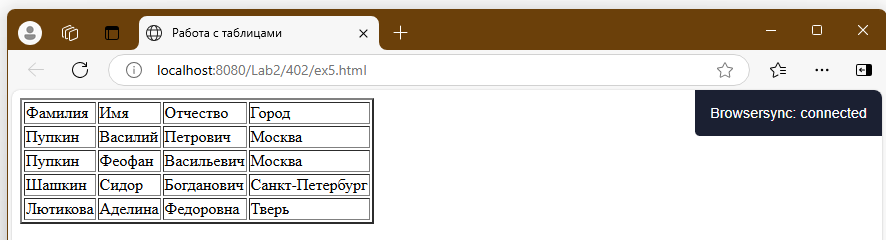 Работа с таблицами
localhost:8080/Lab2/402/ex5.html
Browsersync: connected
Фамилия Имя Отчество Город
Пупкин Василий Петрович Москва
Пупкин Феофан Васильевич Москва
Шашкин Сидор Богданович Санкт-Петербург
Лютикова Аделина Федоровна Тверь